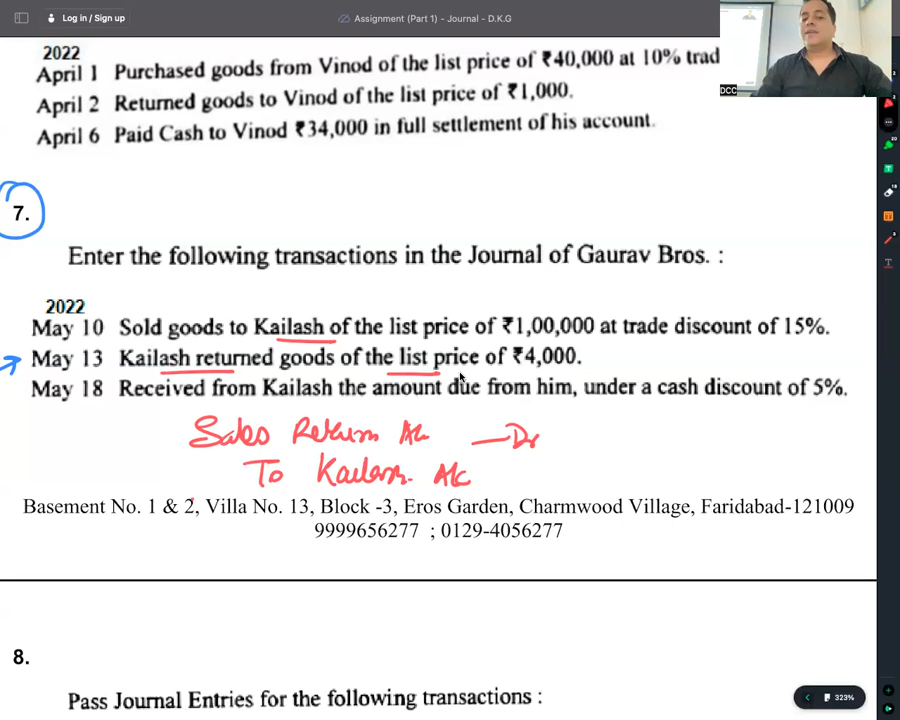 Log in / Sign up
Assignment (Part 1) - Journal - D.K.G
DCC
2022
April 1 Purchased goods from Vinod of the list price of ₹40,000 at 10% trad
April 2 Returned goods to Vinod of the list price of ₹1,000.
April 6 Paid Cash to Vinod ₹34,000 in full settlement of his account.
7.
Enter the following transactions in the Journal of Gaurav Bros. :
2022
May 10 Sold goods to Kailash of the list price of ₹1,00,000 at trade discount of 15%.
May 13 Kailash returned goods of the list price of ₹4,000.
May 18 Received from Kailash the amount due from him, under a cash discount of 5%.
Sales Return A/c — Dr
To Kailash A/c
Basement No. 1 & 2, Villa No. 13, Block -3, Eros Garden, Charmwood Village, Faridabad-121009
9999656277 ; 0129-4056277
8.
Pass Journal Entries for the following transactions :
323%